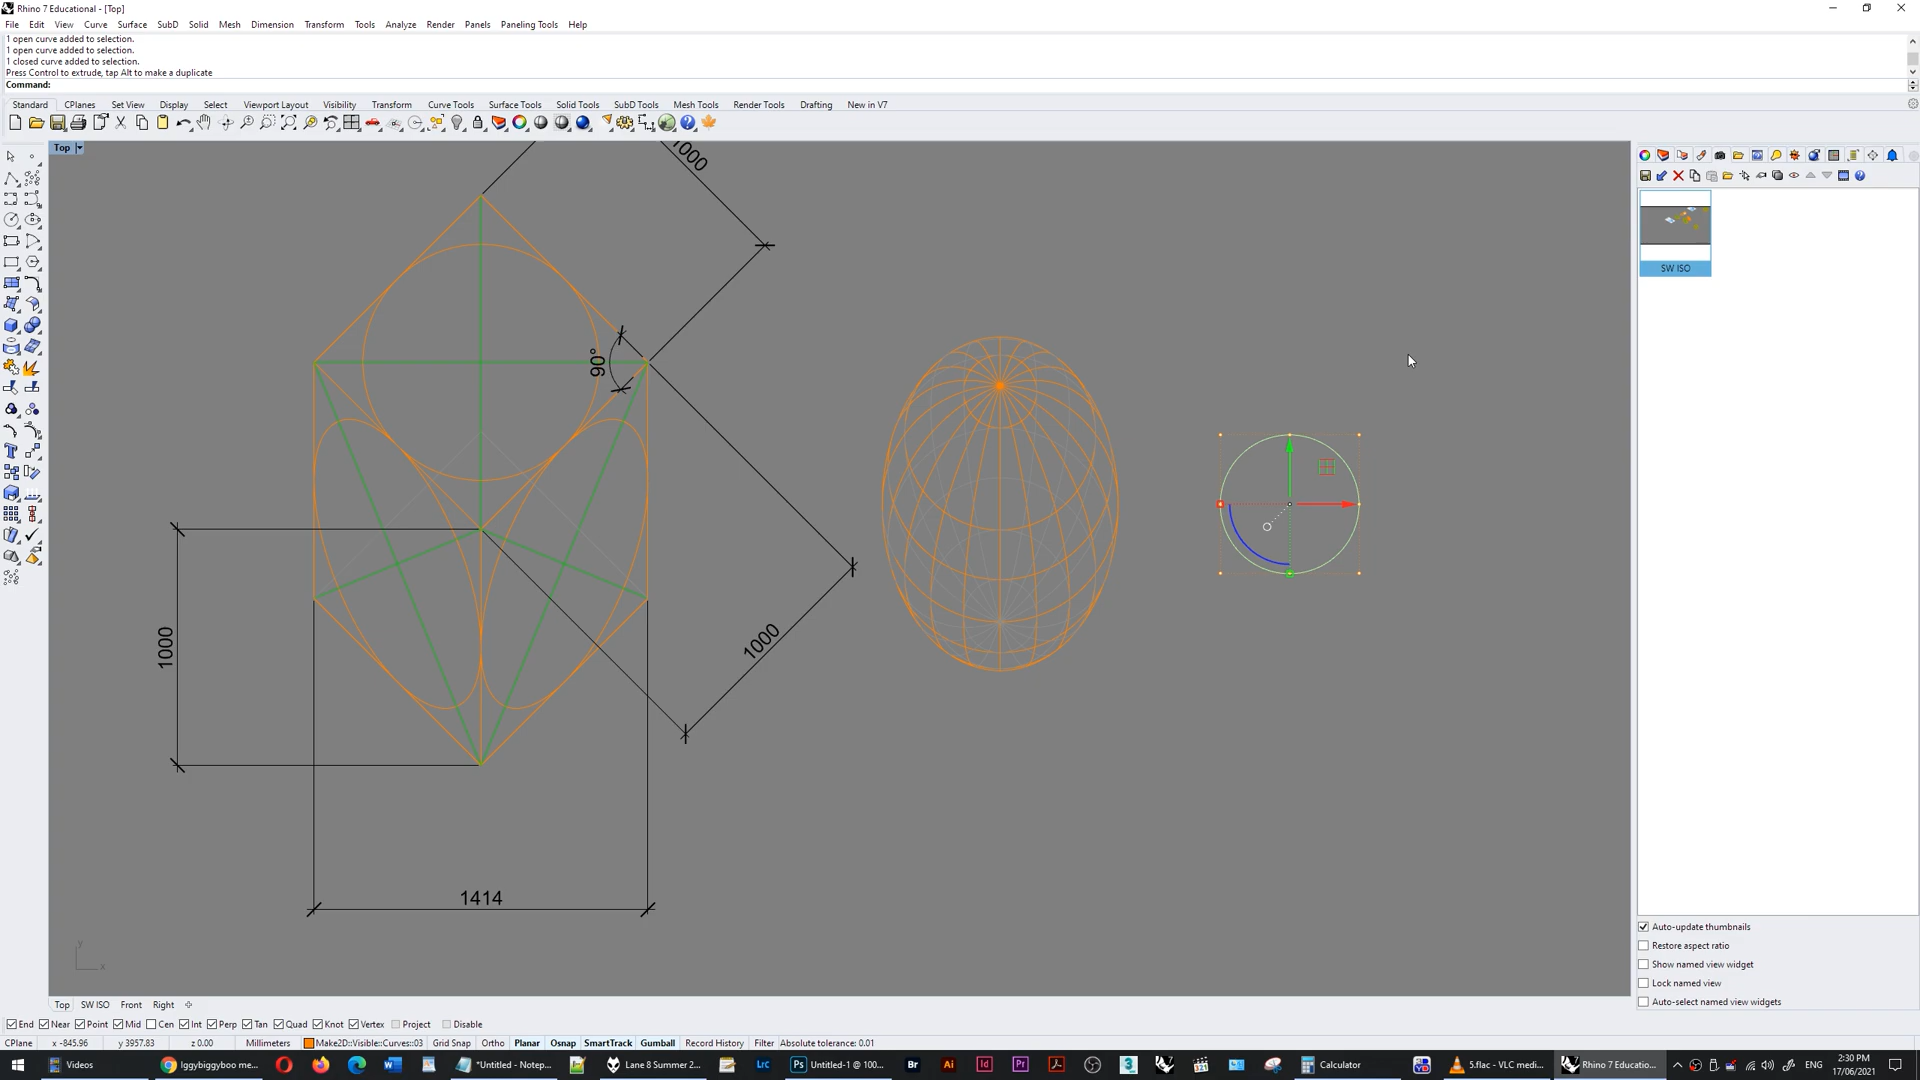 Rhino 7 Educational - [Top]
File Edit View Curve Surface SubD Solid Mesh Dimension Transform Tools Analyze Render Panels Paneling Tools Help
1 open curve added to selection.
1 open curve added to selection.
1 closed curve added to selection.
Press Control to extrude, tap Alt to make a duplicate
Command:
Standard CPlanes Set View Display Select Viewport Layout Visibility Transform Curve Tools Surface Tools Solid Tools SubD Tools Mesh Tools Render Tools Drafting New in V7
Top
1000
90°
SW ISO
1000
1000
1414
y
x
Auto-update thumbnails
Restore aspect ratio
Show named view widget
Lock named view
Auto-select named view widgets
Top SW ISO Front Right
End Near Point Mid Cen Int Perp Tan Quad Knot Vertex Project Disable
CPlane x -845.96 y 3957.83 z 0.00 Millimeters Make2D::Visible::Curves::03 Grid Snap Ortho Planar Osnap SmartTrack Gumball Record History Filter Absolute tolerance: 0.01
Videos Iggybiggyboo me... *Untitled - Notep... Lane 8 Summer 2... Lrc Untitled-1 @ 100... Calculator 5.flac - VLC medi... Rhino 7 Educatio... ENG 2:30 PM
17/06/2021